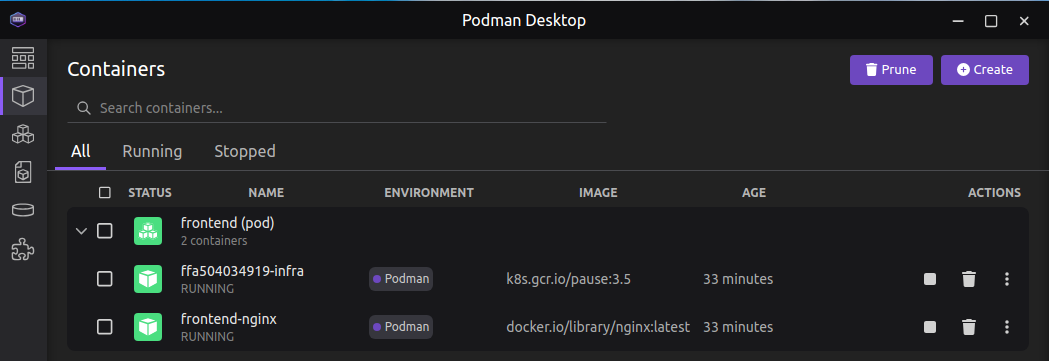 Podman Desktop
Containers
Prune
Create
Search containers...
All Running Stopped
STATUS NAME ENVIRONMENT IMAGE AGE ACTIONS
frontend (pod)
2 containers
ffa504034919-infra Podman k8s.gcr.io/pause:3.5 33 minutes
RUNNING
frontend-nginx Podman docker.io/library/nginx:latest 33 minutes
RUNNING